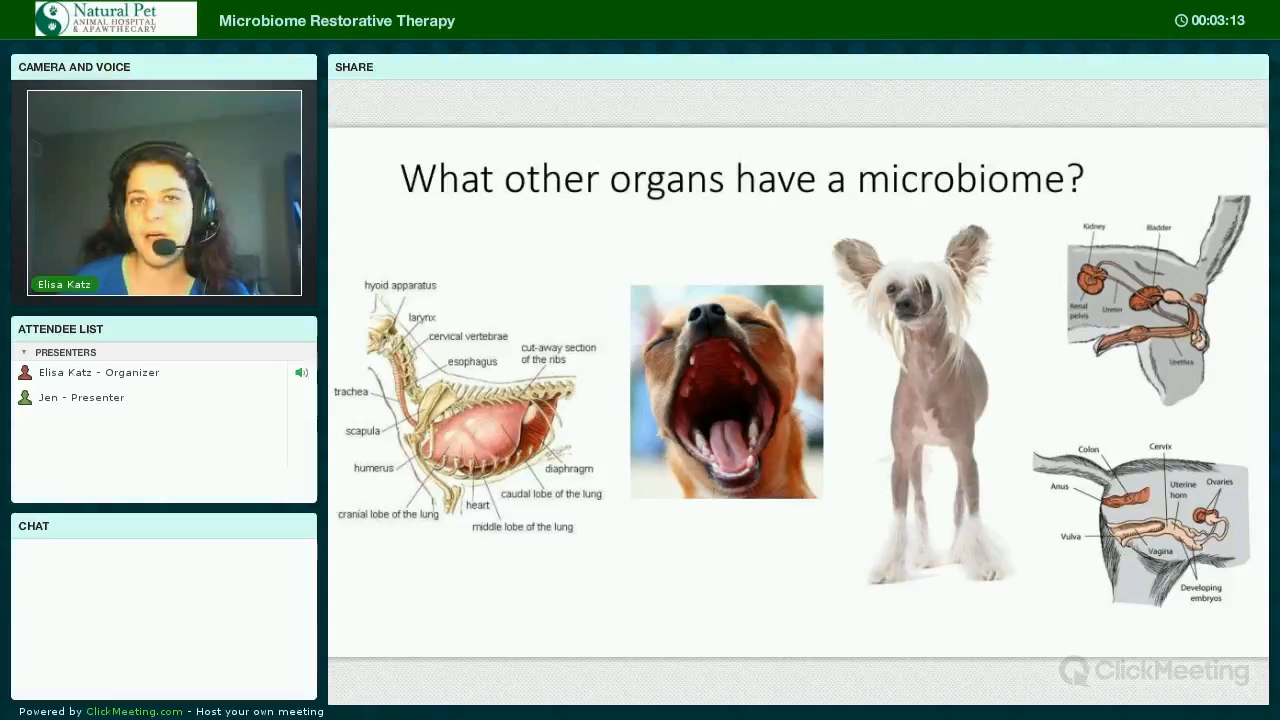 Natural Pet
ANIMAL HOSPITAL
& APAWTHECARY
Microbiome Restorative Therapy
00:03:13
CAMERA AND VOICE
Elisa Katz
ATTENDEE LIST
PRESENTERS
Elisa Katz - Organizer
Jen - Presenter
CHAT
Powered by ClickMeeting.com - Host your own meeting
SHARE
What other organs have a microbiome?
hyoid apparatus
larynx
cervical vertebrae
cut-away section
of the ribs
esophagus
trachea
scapula
humerus
diaphragm
caudal lobe of the lung
heart
cranial lobe of the lung
middle lobe of the lung
Kidney
Bladder
Renal
pelvis
Ureter
Urethra
Colon
Cervix
Anus
Uterine
horn
Ovaries
Vulva
Vagina
Developing
embryos
ClickMeeting